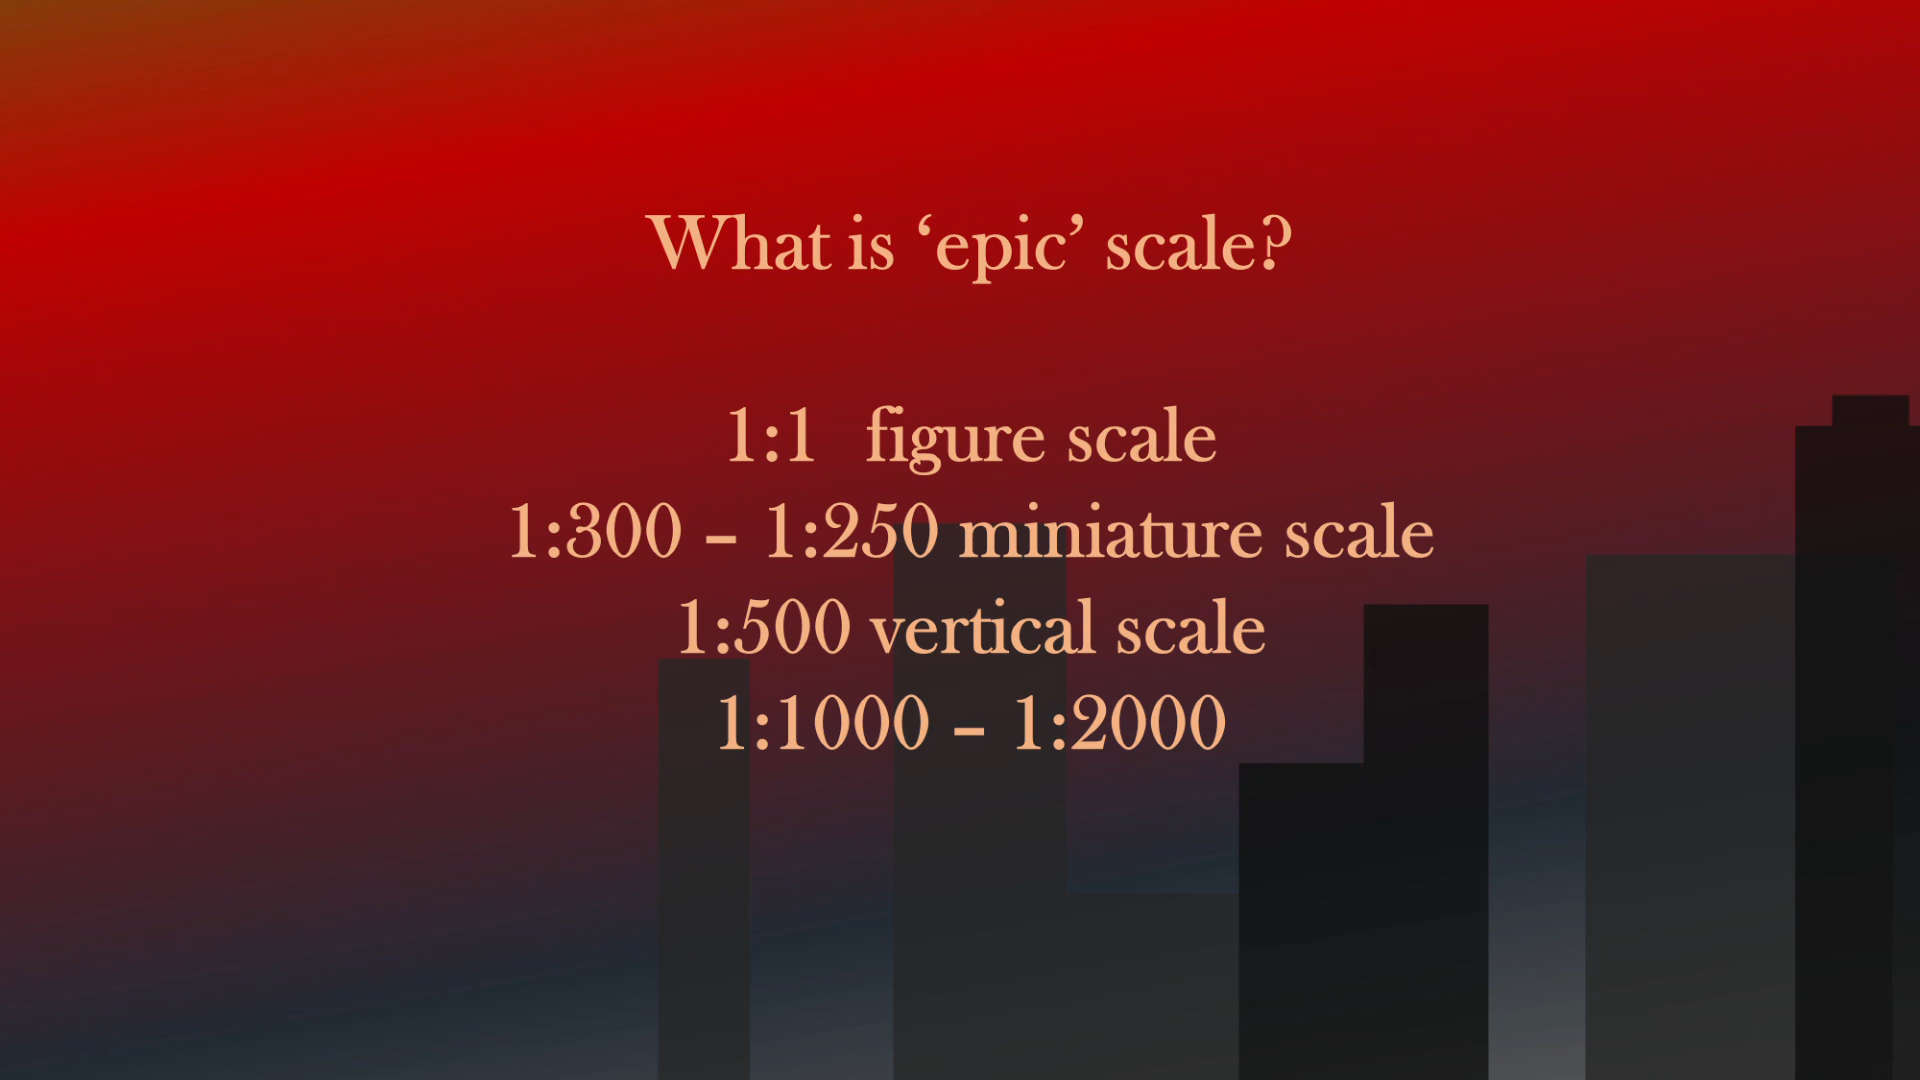 What is ‘epic’ scale?
1:1 figure scale
1:300 – 1:250 miniature scale
1:500 vertical scale
1:1000 – 1:2000